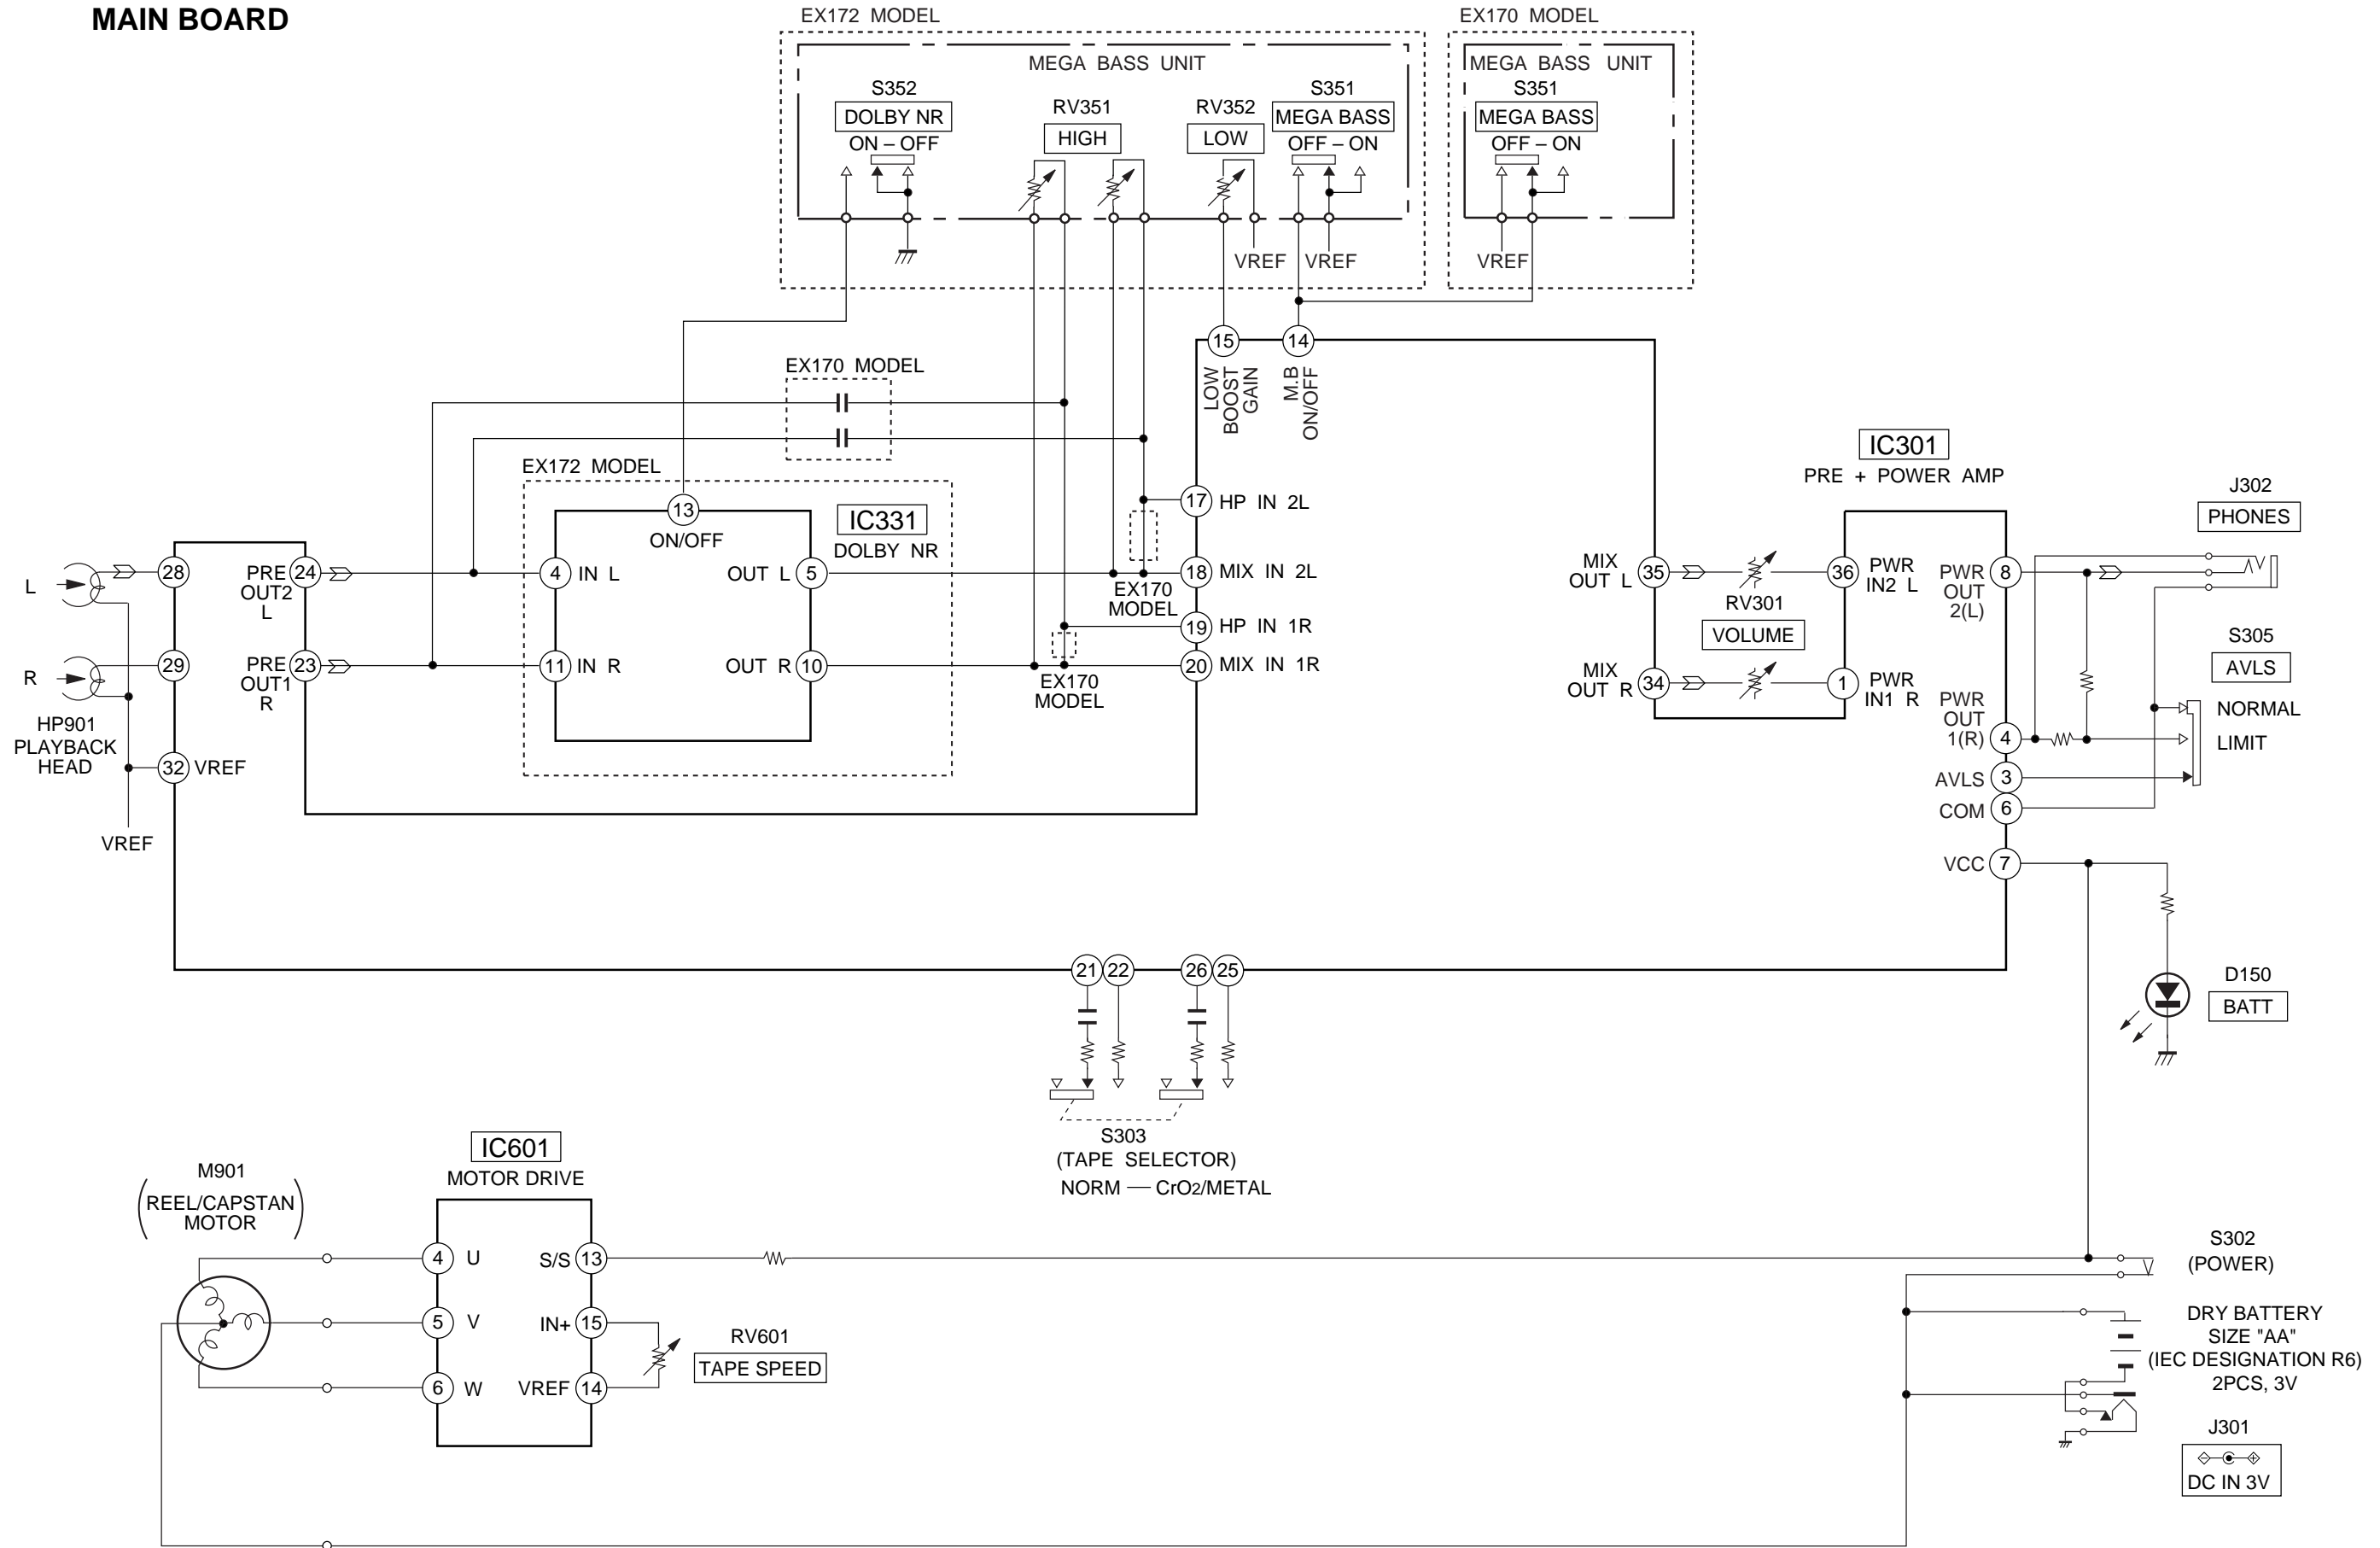 MAIN BOARD
EX172 MODEL
MEGA BASS UNIT
S352
DOLBY NR
ON – OFF
RV351
HIGH
RV352
LOW
S351
MEGA BASS
OFF – ON
VREF
VREF
EX170 MODEL
MEGA BASS UNIT
S351
MEGA BASS
OFF – ON
VREF
EX170 MODEL
EX172 MODEL
13
ON/OFF
IC331
DOLBY NR
4
IN L
OUT L
5
11
IN R
OUT R
10
EX170
MODEL
EX170
MODEL
15
LOW
BOOST
GAIN
14
M.B
ON/OFF
17
HP IN 2L
18
MIX IN 2L
19
HP IN 1R
20
MIX IN 1R
L
R
HP901
PLAYBACK
HEAD
VREF
28
29
32
VREF
PRE
OUT2
L
24
PRE
OUT1
R
23
MIX
OUT L
35
MIX
OUT R
34
RV301
VOLUME
IC301
PRE + POWER AMP
36
PWR
IN2 L
1
PWR
IN1 R
PWR
OUT
2(L)
8
PWR
OUT
1(R)
4
AVLS
3
COM
6
VCC
7
J302
PHONES
S305
AVLS
NORMAL
LIMIT
D150
BATT
21
22
26
25
S303
(TAPE SELECTOR)
NORM — CrO2/METAL
M901
REEL/CAPSTAN
MOTOR
IC601
MOTOR DRIVE
4
U
5
V
6
W
S/S
13
IN+
15
VREF
14
RV601
TAPE SPEED
S302
(POWER)
DRY BATTERY
SIZE "AA"
(IEC DESIGNATION R6)
2PCS, 3V
J301
DC IN 3V